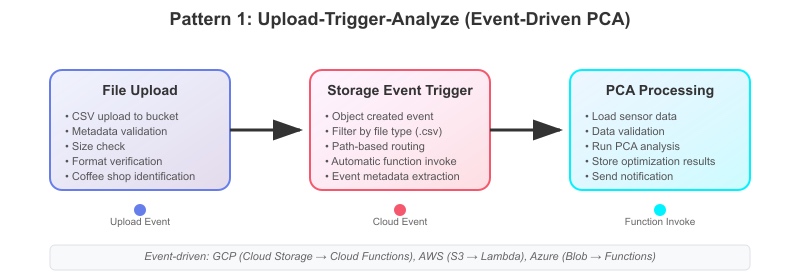 Pattern 1: Upload-Trigger-Analyze (Event-Driven PCA)
File Upload
• CSV upload to bucket
• Metadata validation
• Size check
• Format verification
• Coffee shop identification
Upload Event
Storage Event Trigger
• Object created event
• Filter by file type (.csv)
• Path-based routing
• Automatic function invoke
• Event metadata extraction
Cloud Event
PCA Processing
• Load sensor data
• Data validation
• Run PCA analysis
• Store optimization results
• Send notification
Function Invoke
Event-driven: GCP (Cloud Storage → Cloud Functions), AWS (S3 → Lambda), Azure (Blob → Functions)